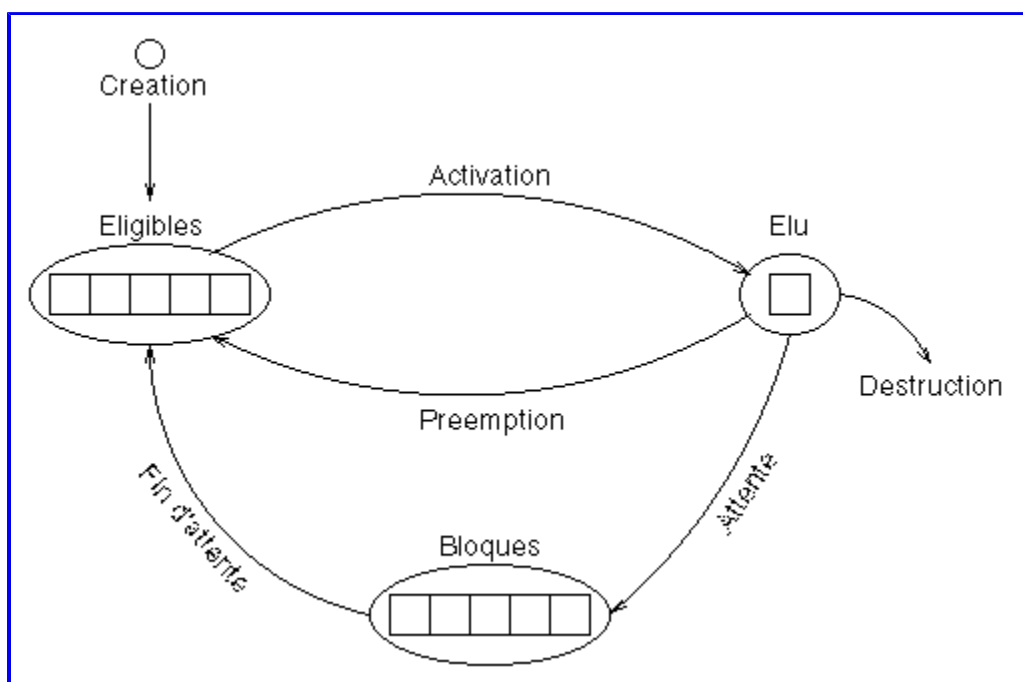 Creation
Activation
Eligibles
Elu
Destruction
Preemption
Fin d'attente
Attente
Bloques